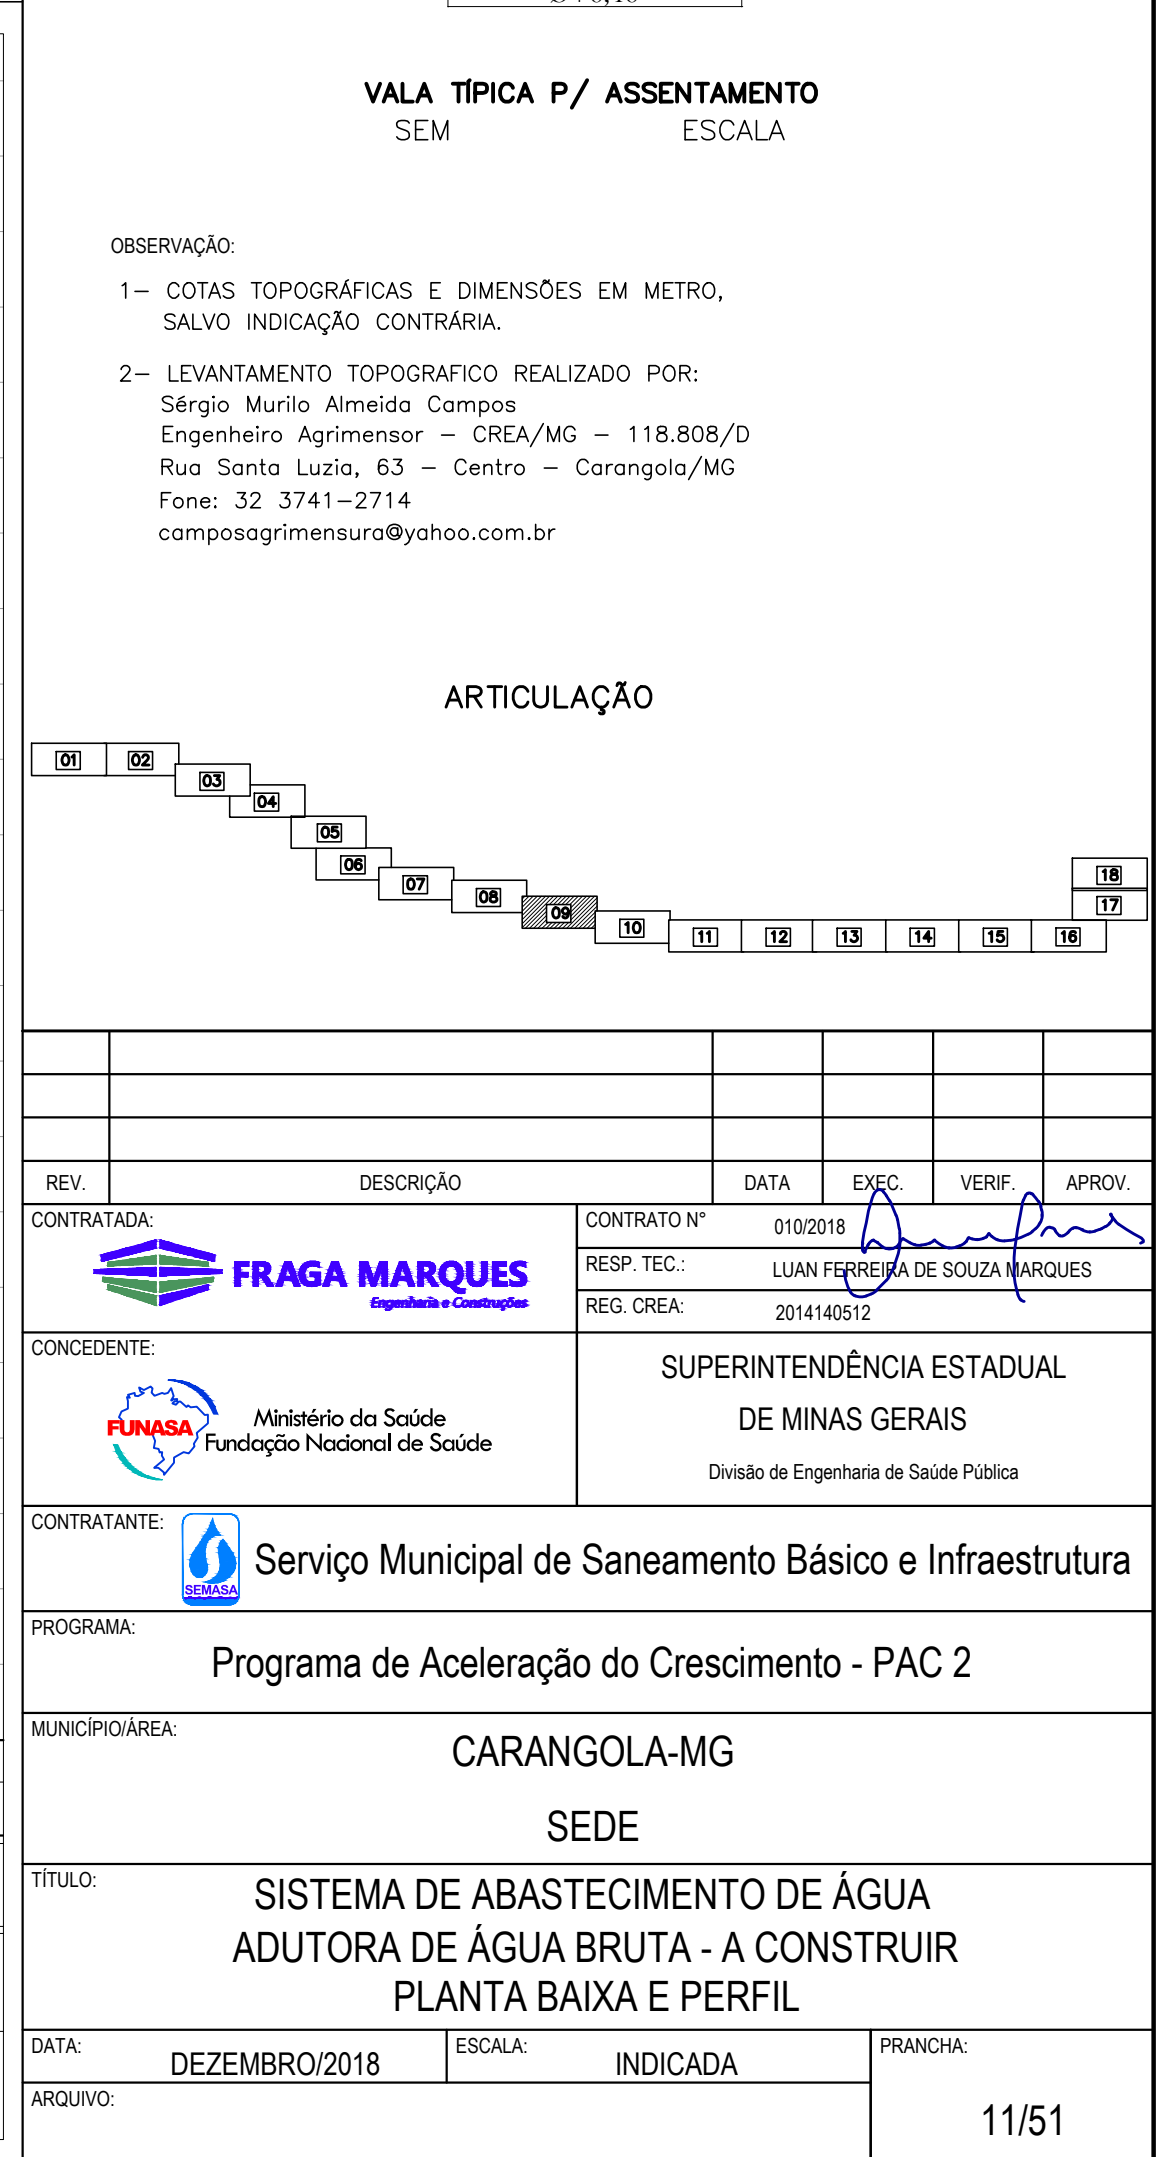 VALA TÍPICA P/ ASSENTAMENTO
SEM ESCALA
OBSERVAÇÃO:
1– COTAS TOPOGRÁFICAS E DIMENSÕES EM METRO,
SALVO INDICAÇÃO CONTRÁRIA.
2– LEVANTAMENTO TOPOGRAFICO REALIZADO POR:
Sérgio Murilo Almeida Campos
Engenheiro Agrimensor – CREA/MG – 118.808/D
Rua Santa Luzia, 63 – Centro – Carangola/MG
Fone: 32 3741–2714
camposagrimensura@yahoo.com.br
ARTICULAÇÃO
01 02 03 04 05 06 07 08 09 10 11 12 13 14 15 16 17 18
REV. DESCRIÇÃO DATA EXEC. VERIF. APROV.
CONTRATADA:
FRAGA MARQUES
Engenharia e Construções
CONTRATO N° 010/2018
RESP. TEC.: LUAN FERREIRA DE SOUZA MARQUES
REG. CREA: 2014140512
CONCEDENTE:
FUNASA
Ministério da Saúde
Fundação Nacional de Saúde
SUPERINTENDÊNCIA ESTADUAL
DE MINAS GERAIS
Divisão de Engenharia de Saúde Pública
CONTRATANTE:
SEMASA
Serviço Municipal de Saneamento Básico e Infraestrutura
PROGRAMA:
Programa de Aceleração do Crescimento - PAC 2
MUNICÍPIO/ÁREA:
CARANGOLA-MG
SEDE
TÍTULO:
SISTEMA DE ABASTECIMENTO DE ÁGUA
ADUTORA DE ÁGUA BRUTA - A CONSTRUIR
PLANTA BAIXA E PERFIL
DATA: DEZEMBRO/2018
ESCALA: INDICADA
PRANCHA:
11/51
ARQUIVO: